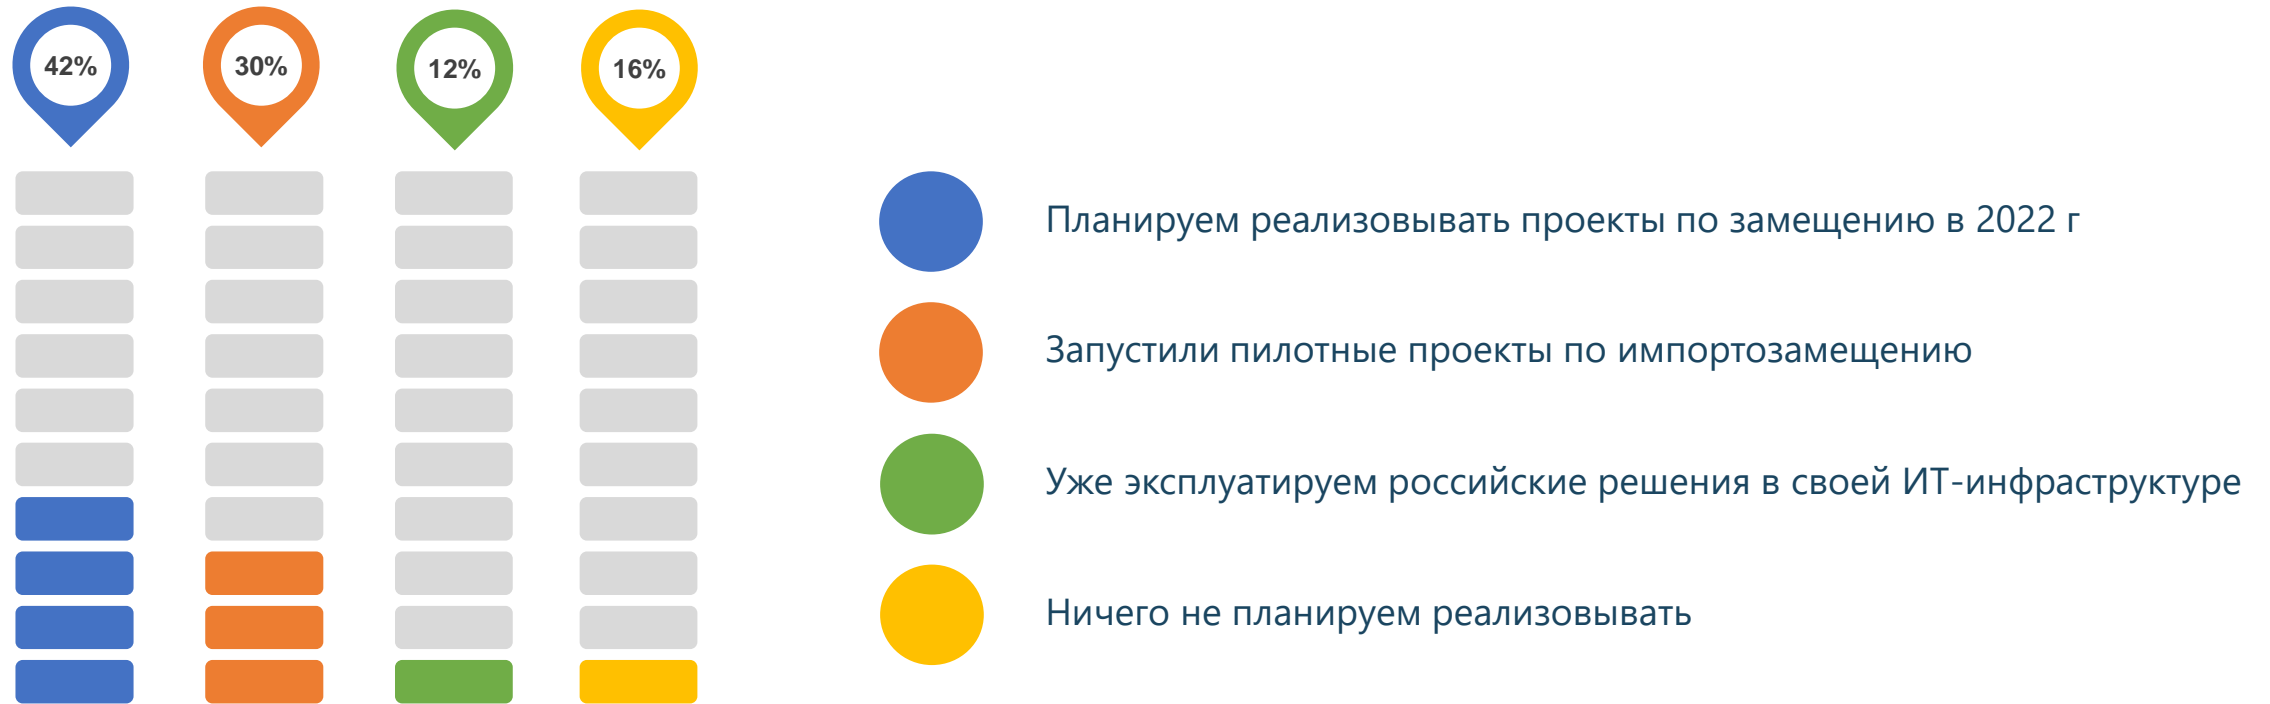 42%
30%
12%
16%
Планируем реализовывать проекты по замещению в 2022 г
Запустили пилотные проекты по импортозамещению
Уже эксплуатируем российские решения в своей ИТ-инфраструктуре
Ничего не планируем реализовывать